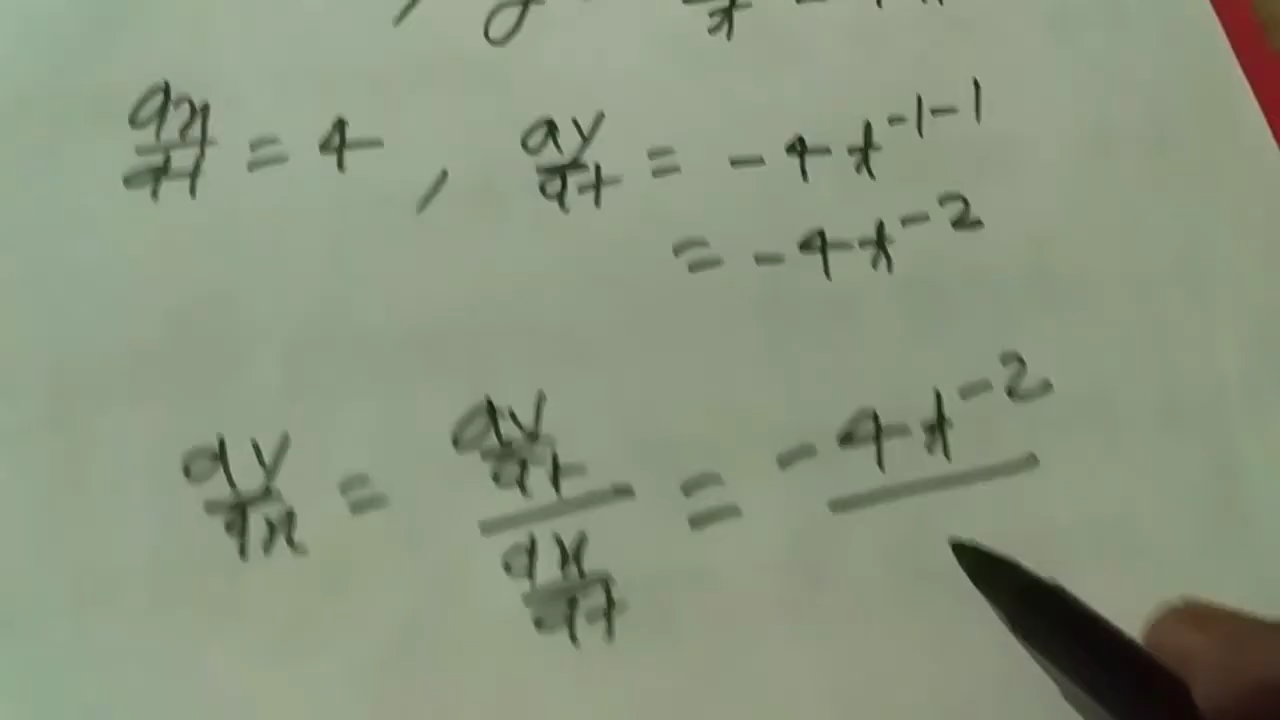 , y
dx/dt = 4 , dy/dt = -4t^{-1-1}
= -4t^{-2}
dy/dx = (dy/dt)/(dx/dt) = -4t^{-2}